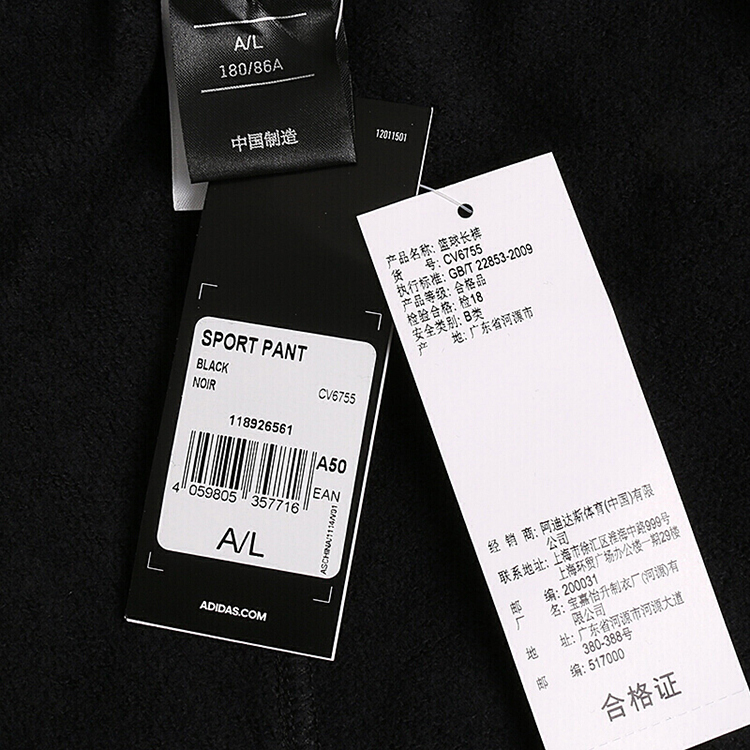 A/L
180/86A
中国制造
12011501
SPORT PANT
BLACK
NOIR
CV6755
118926561
A50
4 059805 357716 EAN
A/L
ASCHINA/1114/V01
ADIDAS.COM
产品名称: 篮球长裤
货 号: CV6755
执行标准: GB/T 22853-2009
产品等级: 合格品
检验合格: 检18
安全类别: B类
产 地: 广东省河源市
经 销 商: 阿迪达斯体育(中国)有限
公司
联系地址: 上海市徐汇区淮海中路999号
上海环贸广场办公楼一期29层
邮 编: 200031
厂 名: 宝嘉怡升制衣厂(河源)有
限公司
地 址: 广东省河源市河源大道
380-388号
邮 编: 517000
合格证